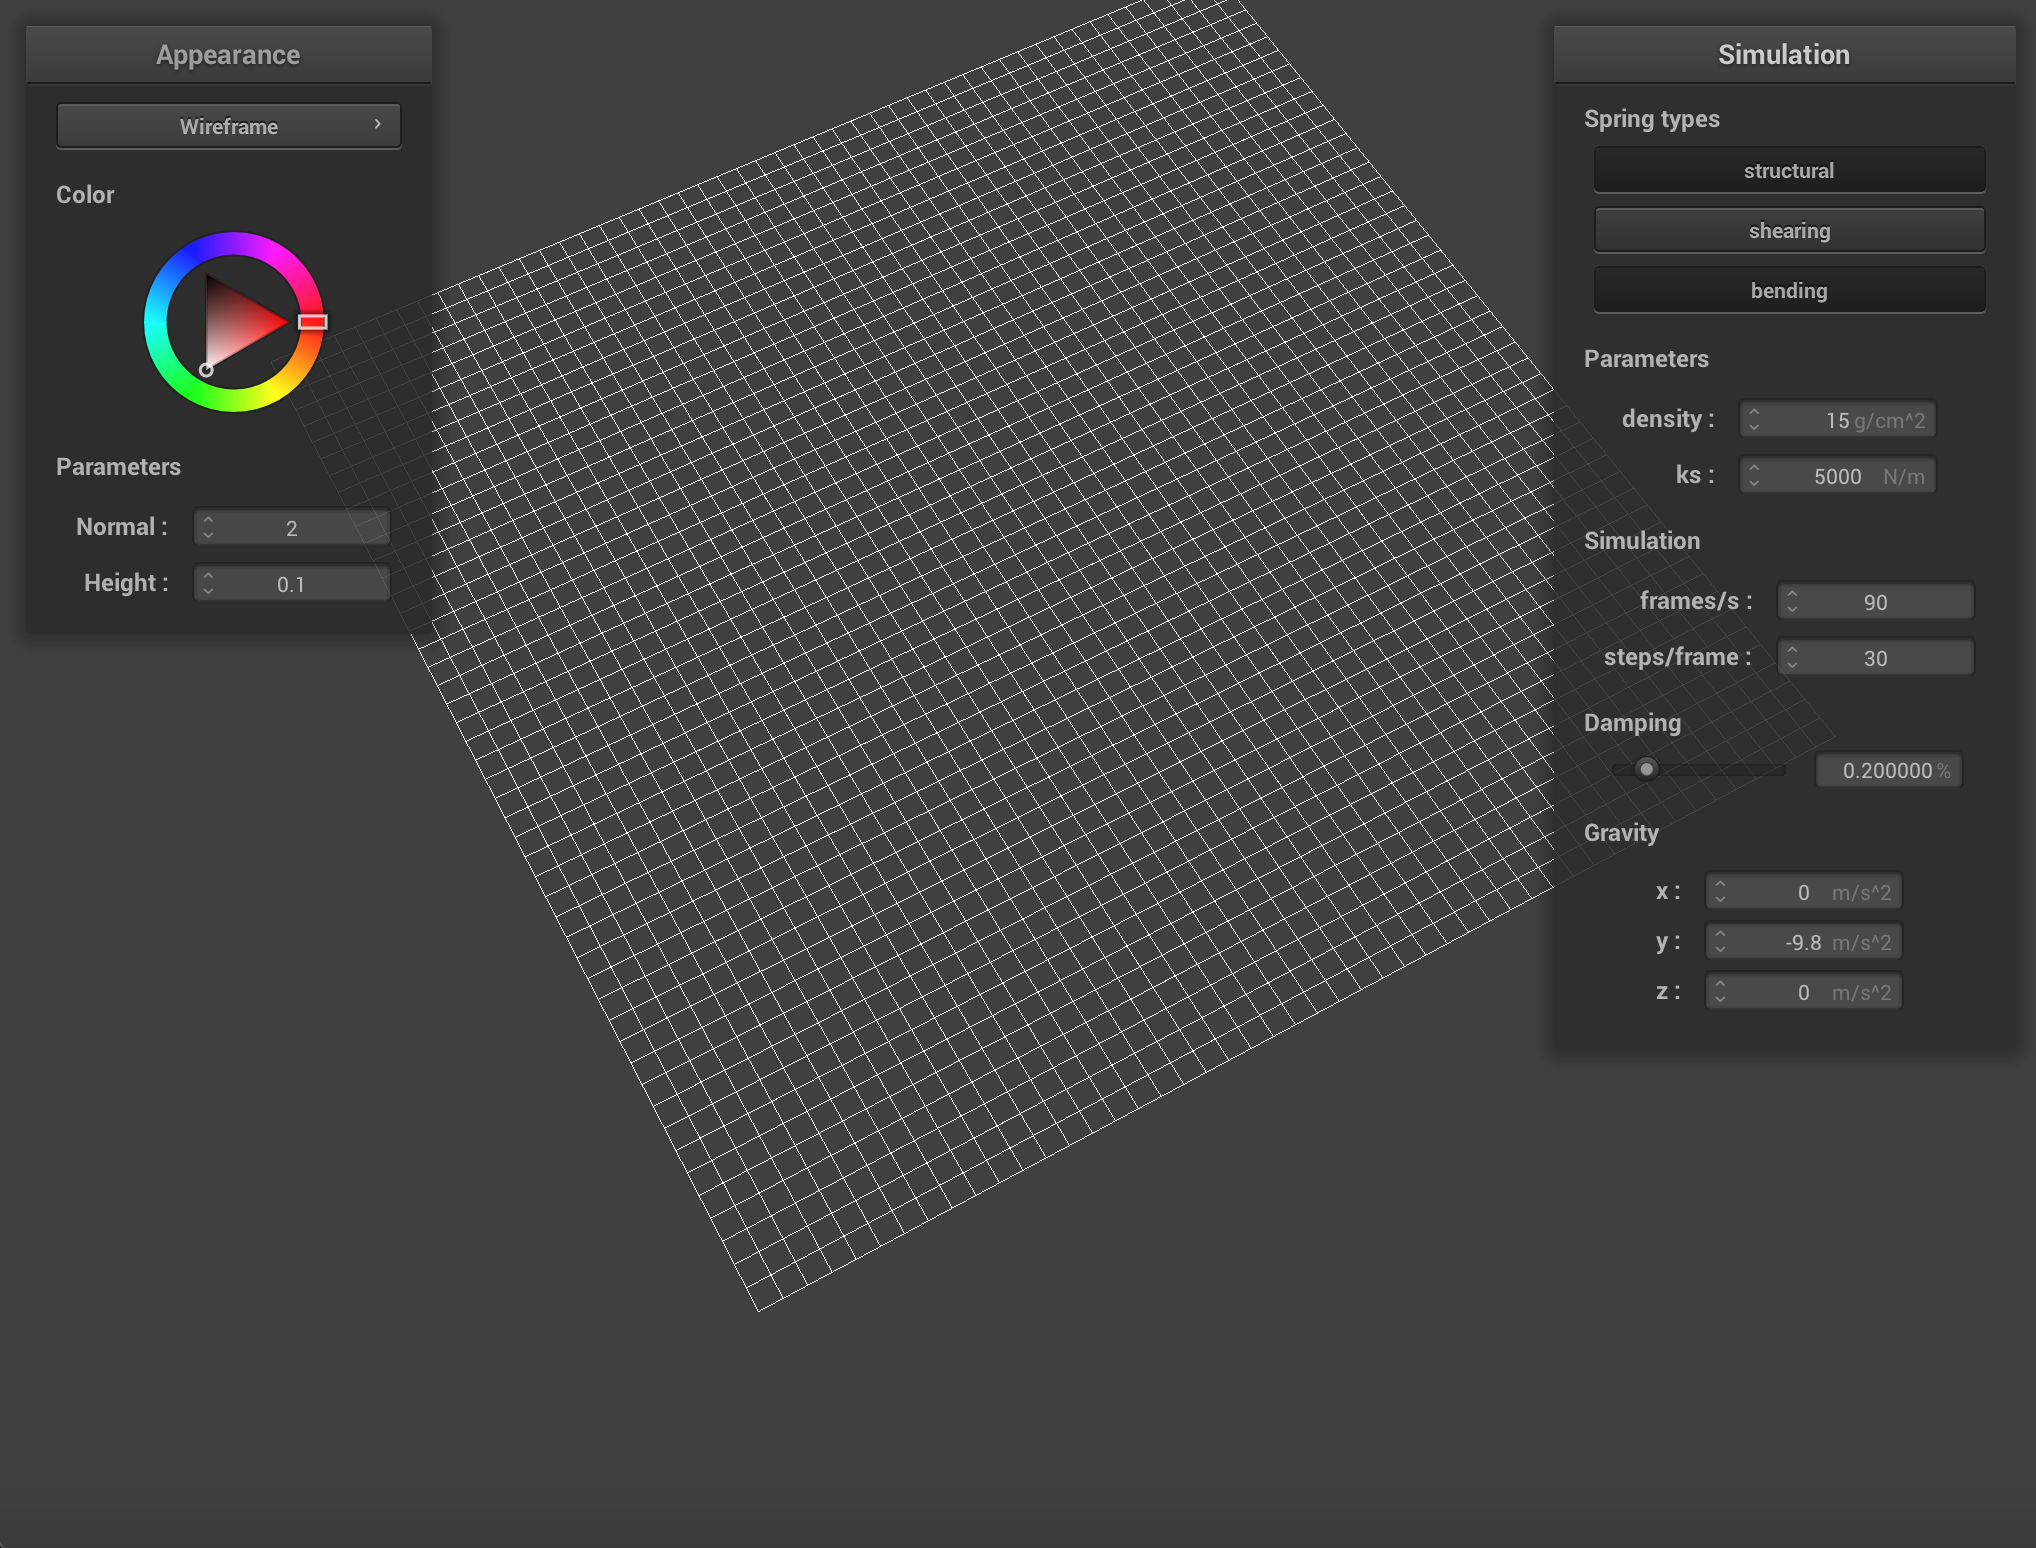 Appearance
Wireframe
Color
Parameters
Normal : 2
Height : 0.1
Simulation
Spring types
structural
shearing
bending
Parameters
density : 15 g/cm^2
ks : 5000 N/m
Simulation
frames/s : 90
steps/frame : 30
Damping
0.200000 %
Gravity
x : 0 m/s^2
y : -9.8 m/s^2
z : 0 m/s^2